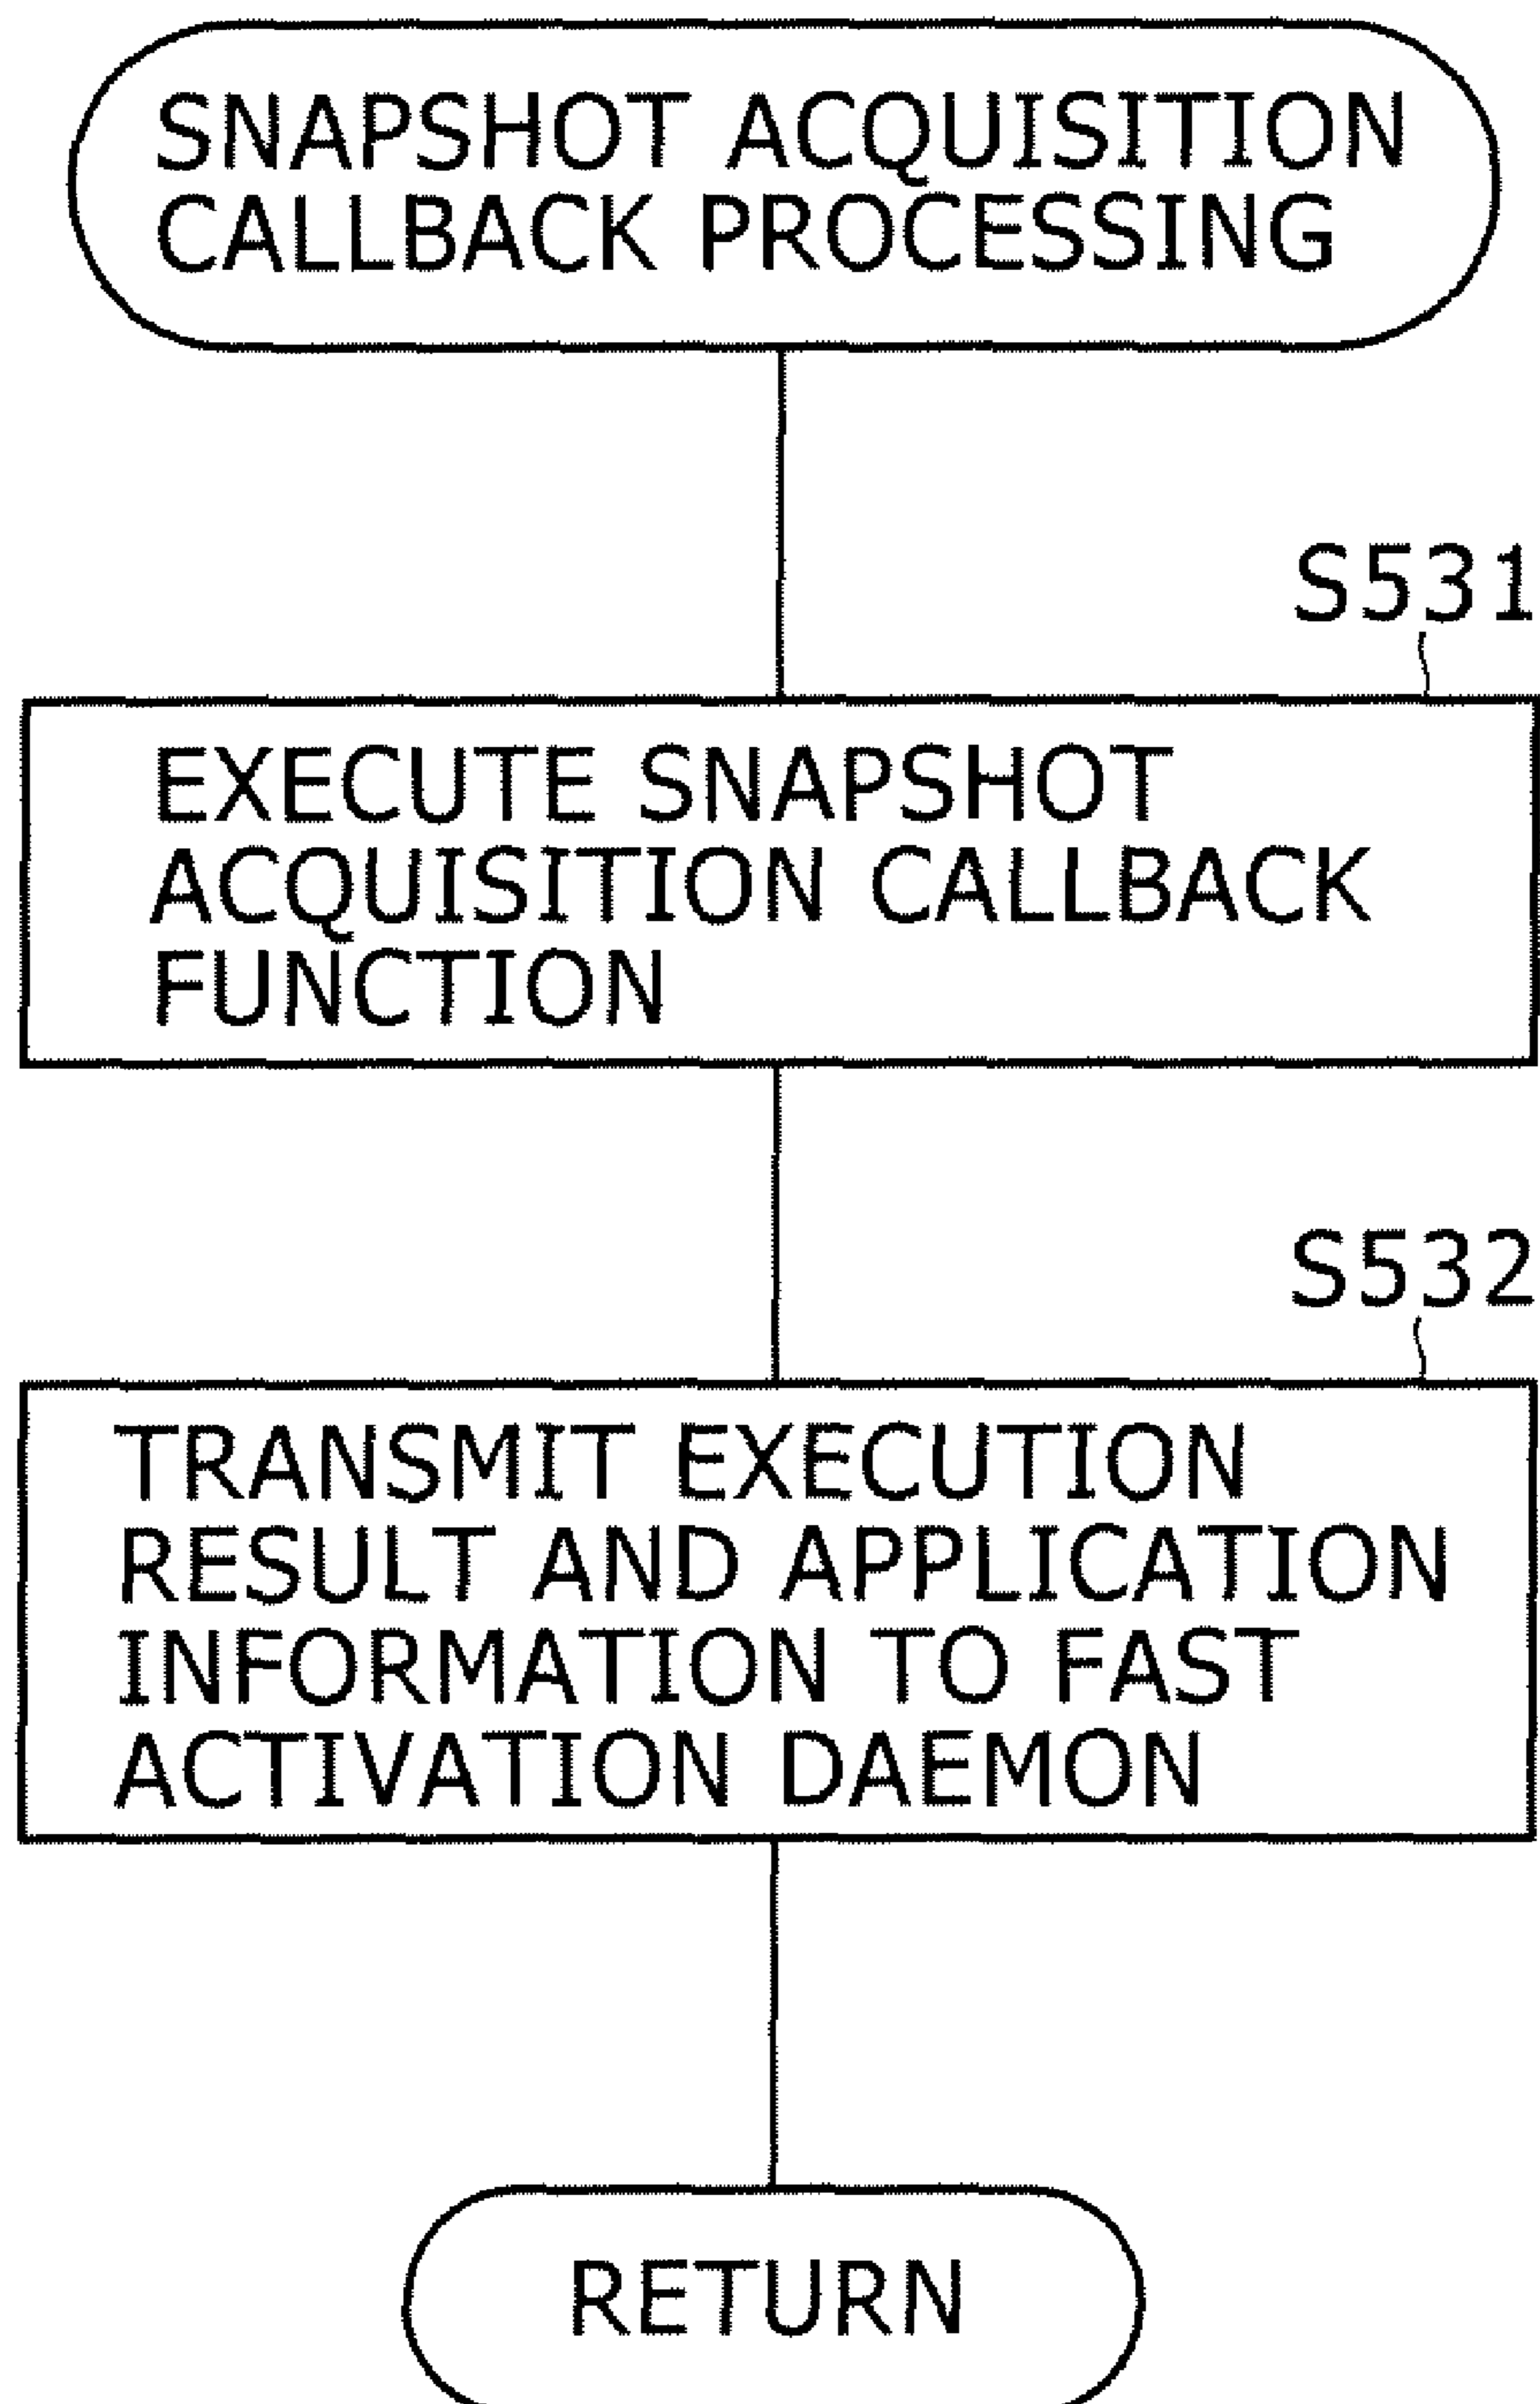 SNAPSHOT ACQUISITION
CALLBACK PROCESSING
S531
EXECUTE SNAPSHOT
ACQUISITION CALLBACK
FUNCTION
S532
TRANSMIT EXECUTION
RESULT AND APPLICATION
INFORMATION TO FAST
ACTIVATION DAEMON
RETURN